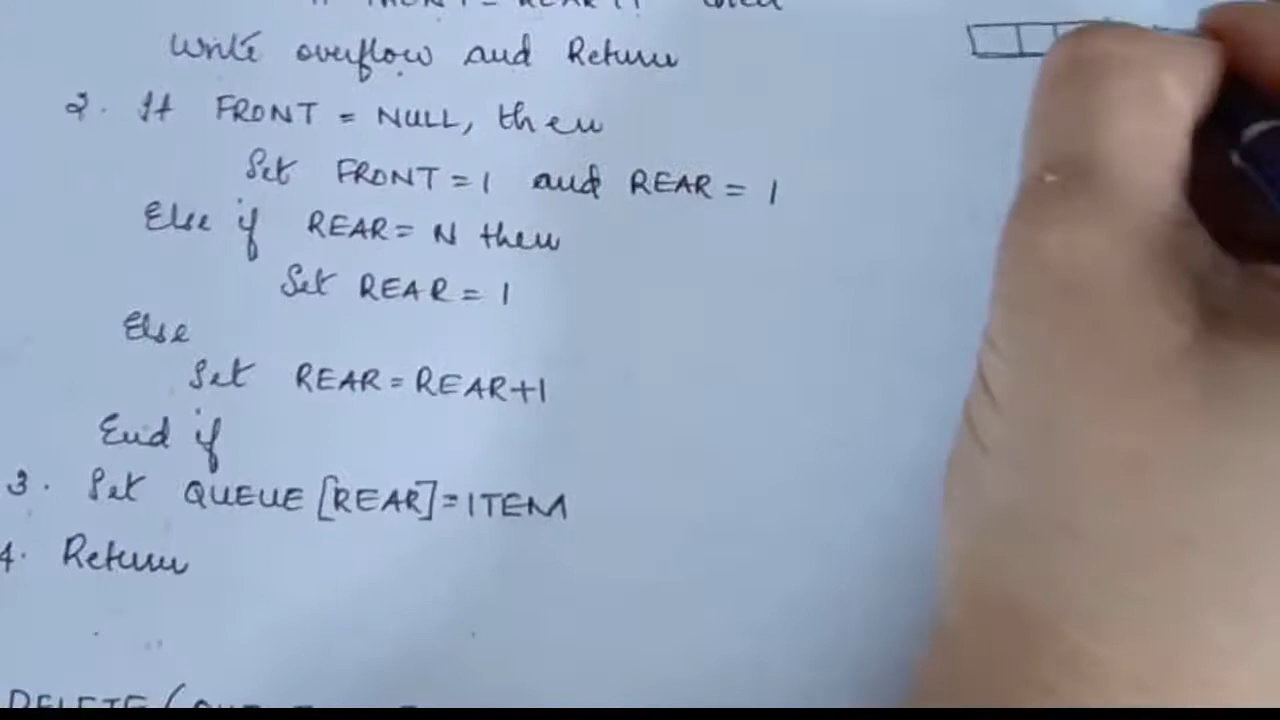 Write overflow and Return
2. If FRONT = NULL, then
Set FRONT = 1 and REAR = 1
Else if REAR = N then
Set REAR = 1
Else
Set REAR = REAR+1
End if
3. Set QUEUE [REAR] = ITEM
4. Return
DELETE (